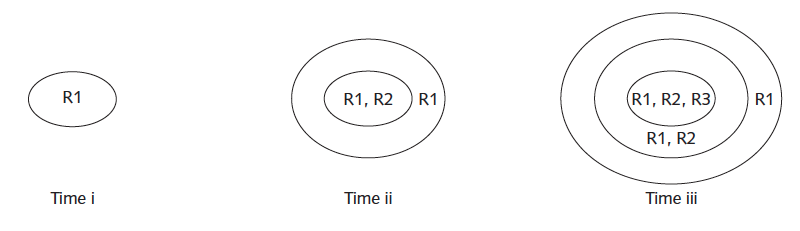 R1
Time i
R1, R2
R1
Time ii
R1, R2, R3
R1
R1, R2
Time iii